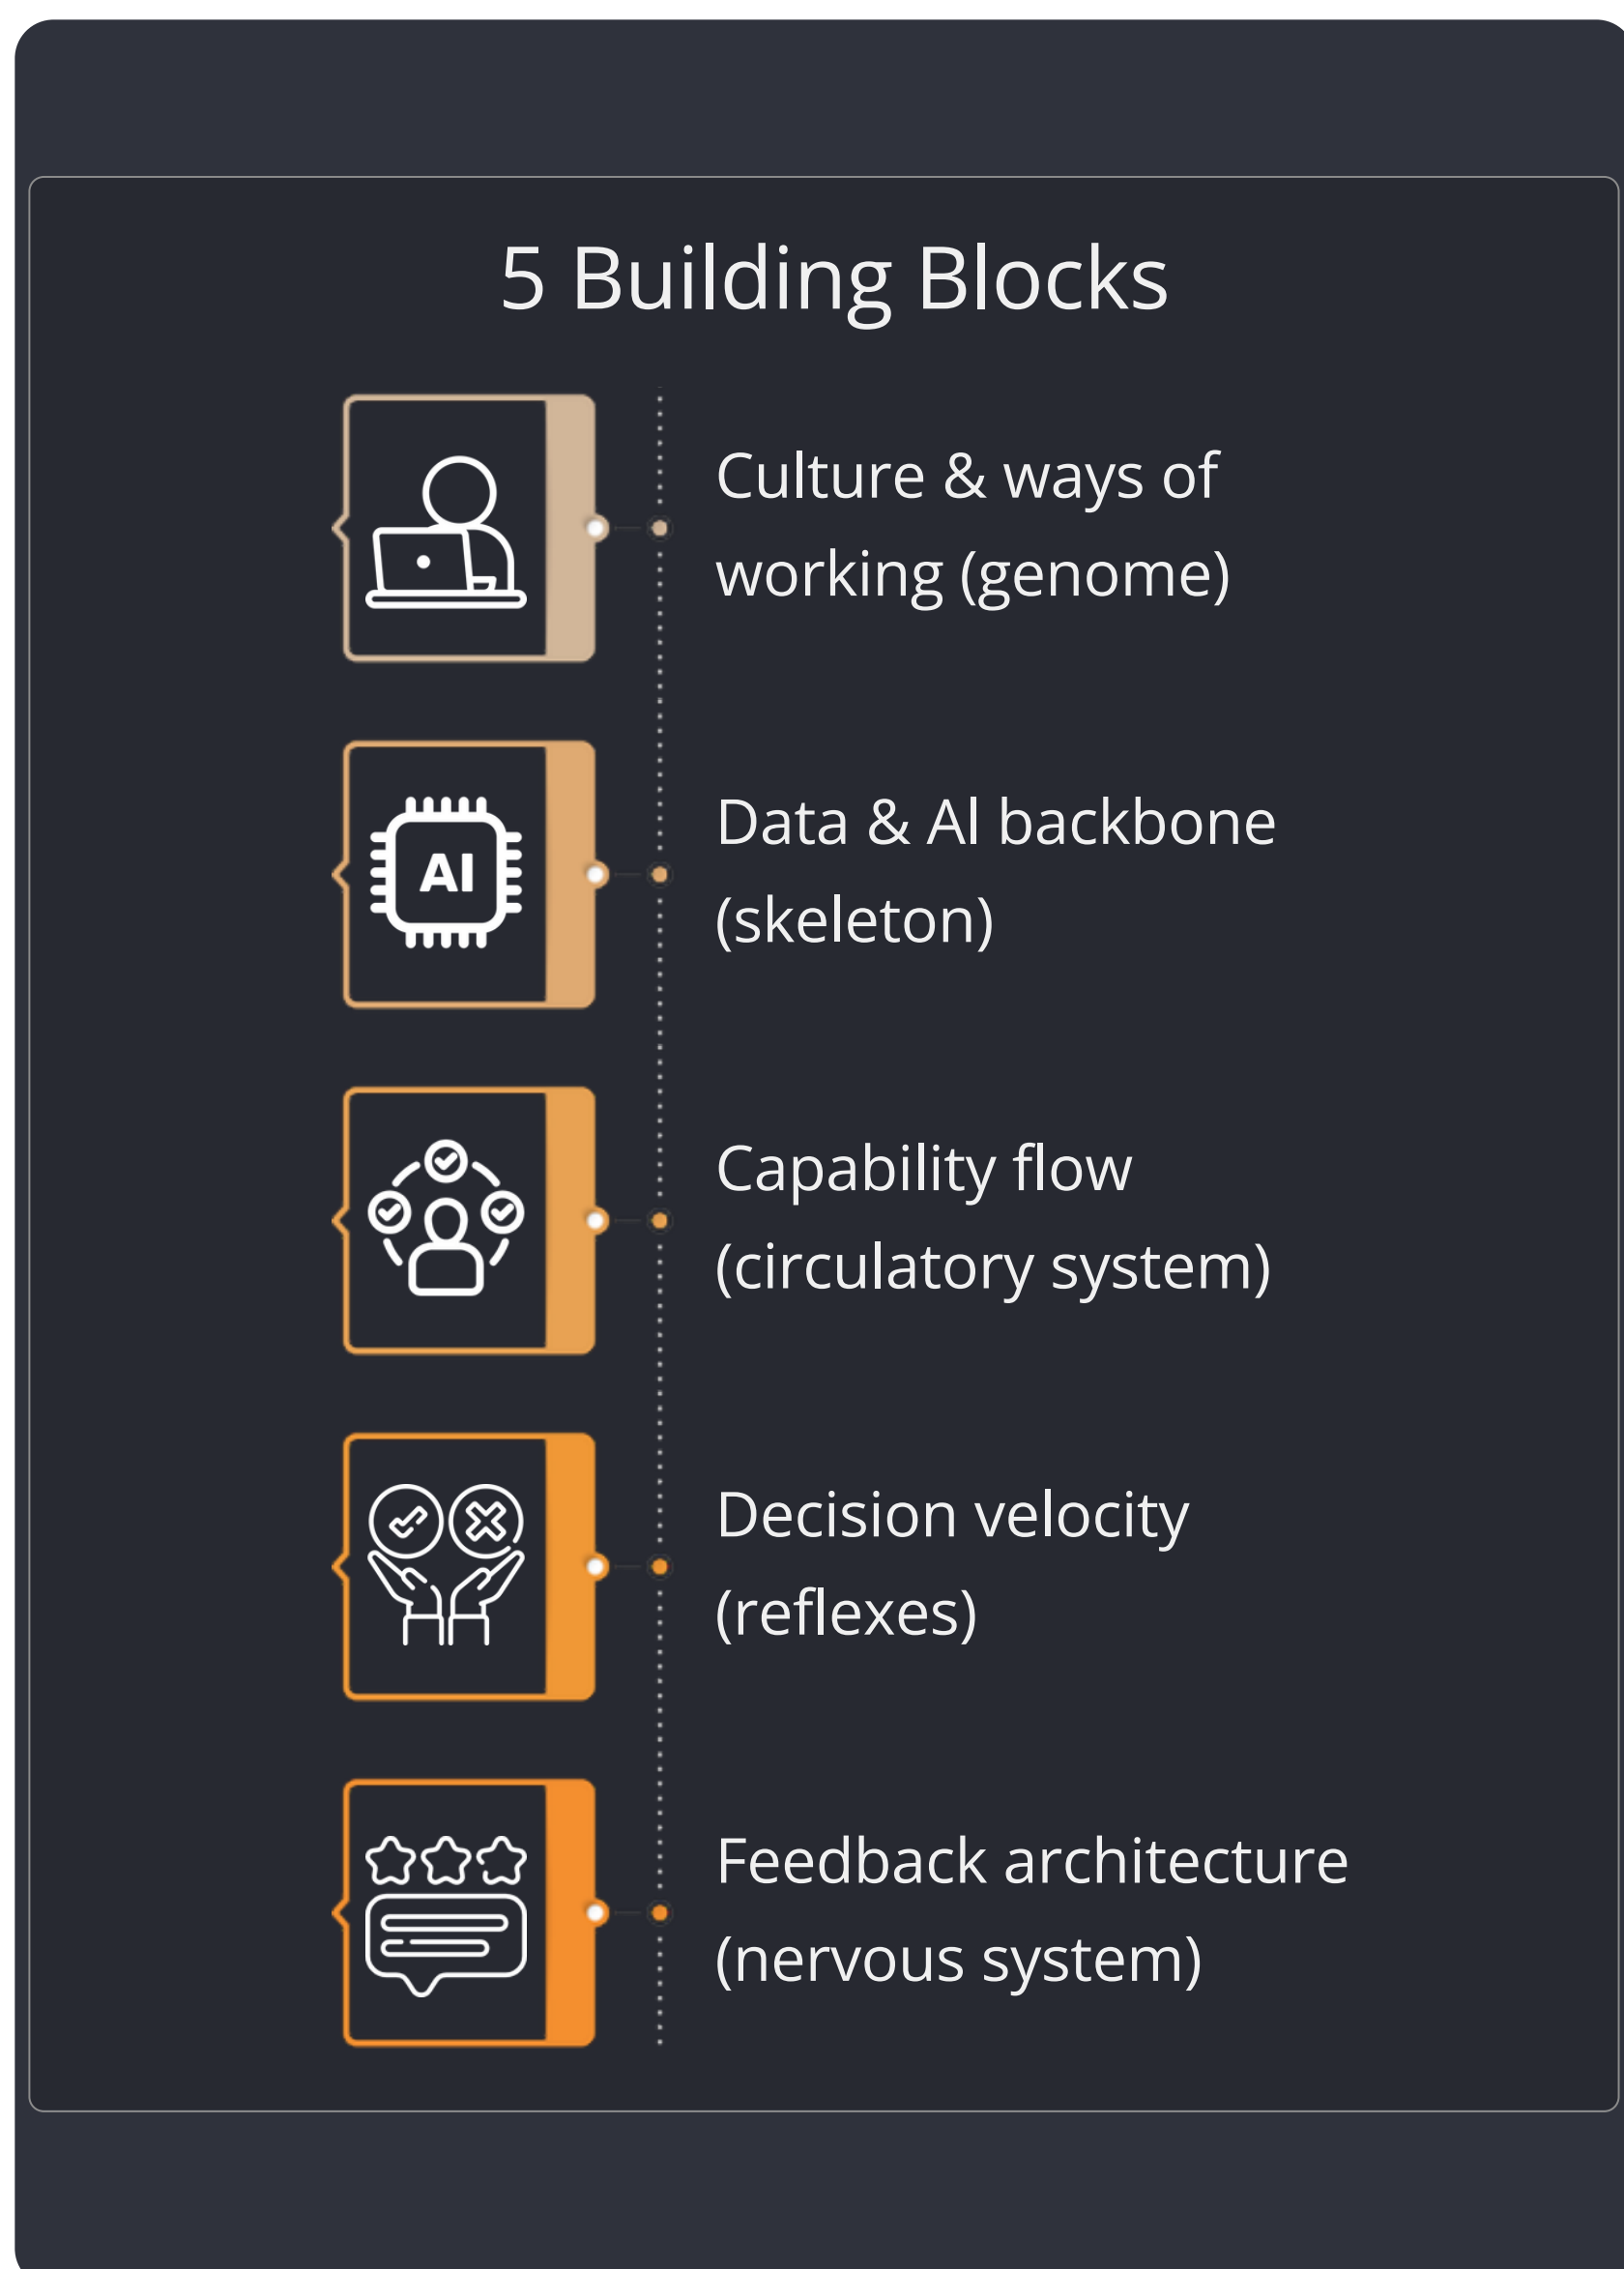 5 Building Blocks
Culture & ways of
working (genome)
AI
Data & AI backbone
(skeleton)
Capability flow
(circulatory system)
Decision velocity
(reflexes)
Feedback architecture
(nervous system)